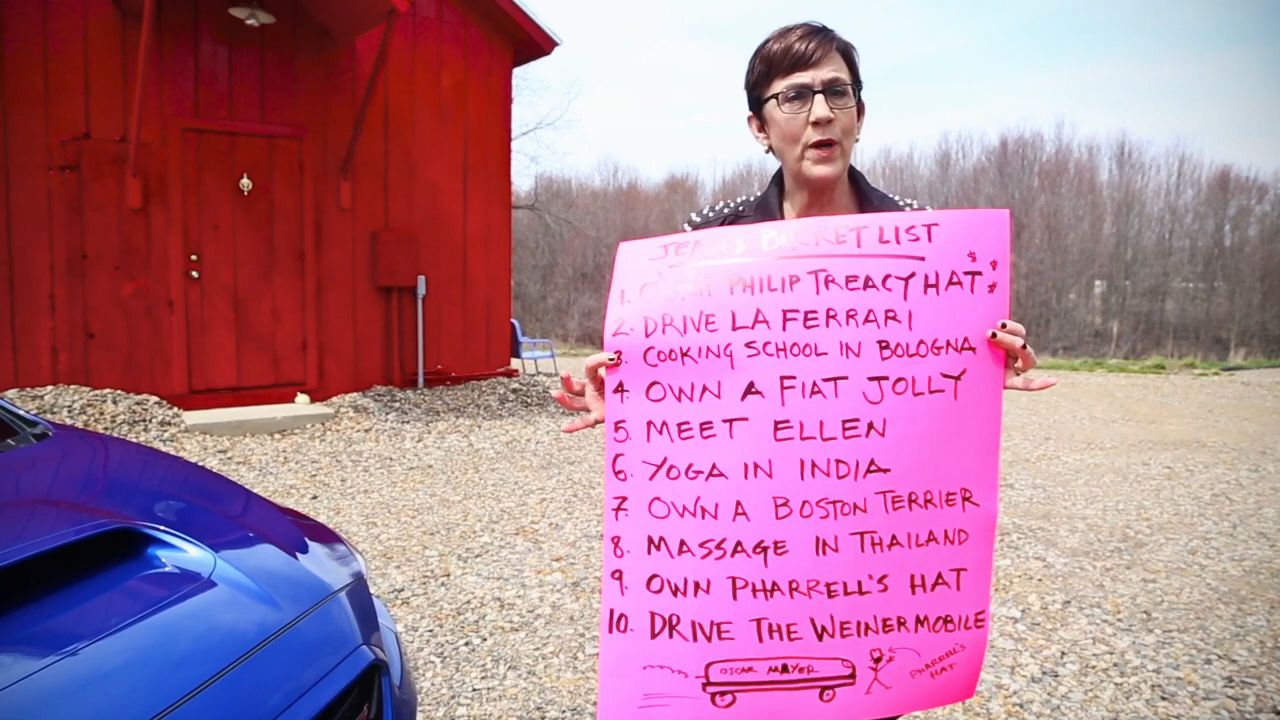 BUCKET LIST
1. PHILIP TREACY HAT $ $ $
2. DRIVE LA FERRARI
3. COOKING SCHOOL IN BOLOGNA
4. OWN A FIAT JOLLY
5. MEET ELLEN
6. YOGA IN INDIA
7. OWN A BOSTON TERRIER
8. MASSAGE IN THAILAND
9. OWN PHARRELL'S HAT
10. DRIVE THE WEINERMOBILE
OSCAR MAYER
PHARREL'S
HAT